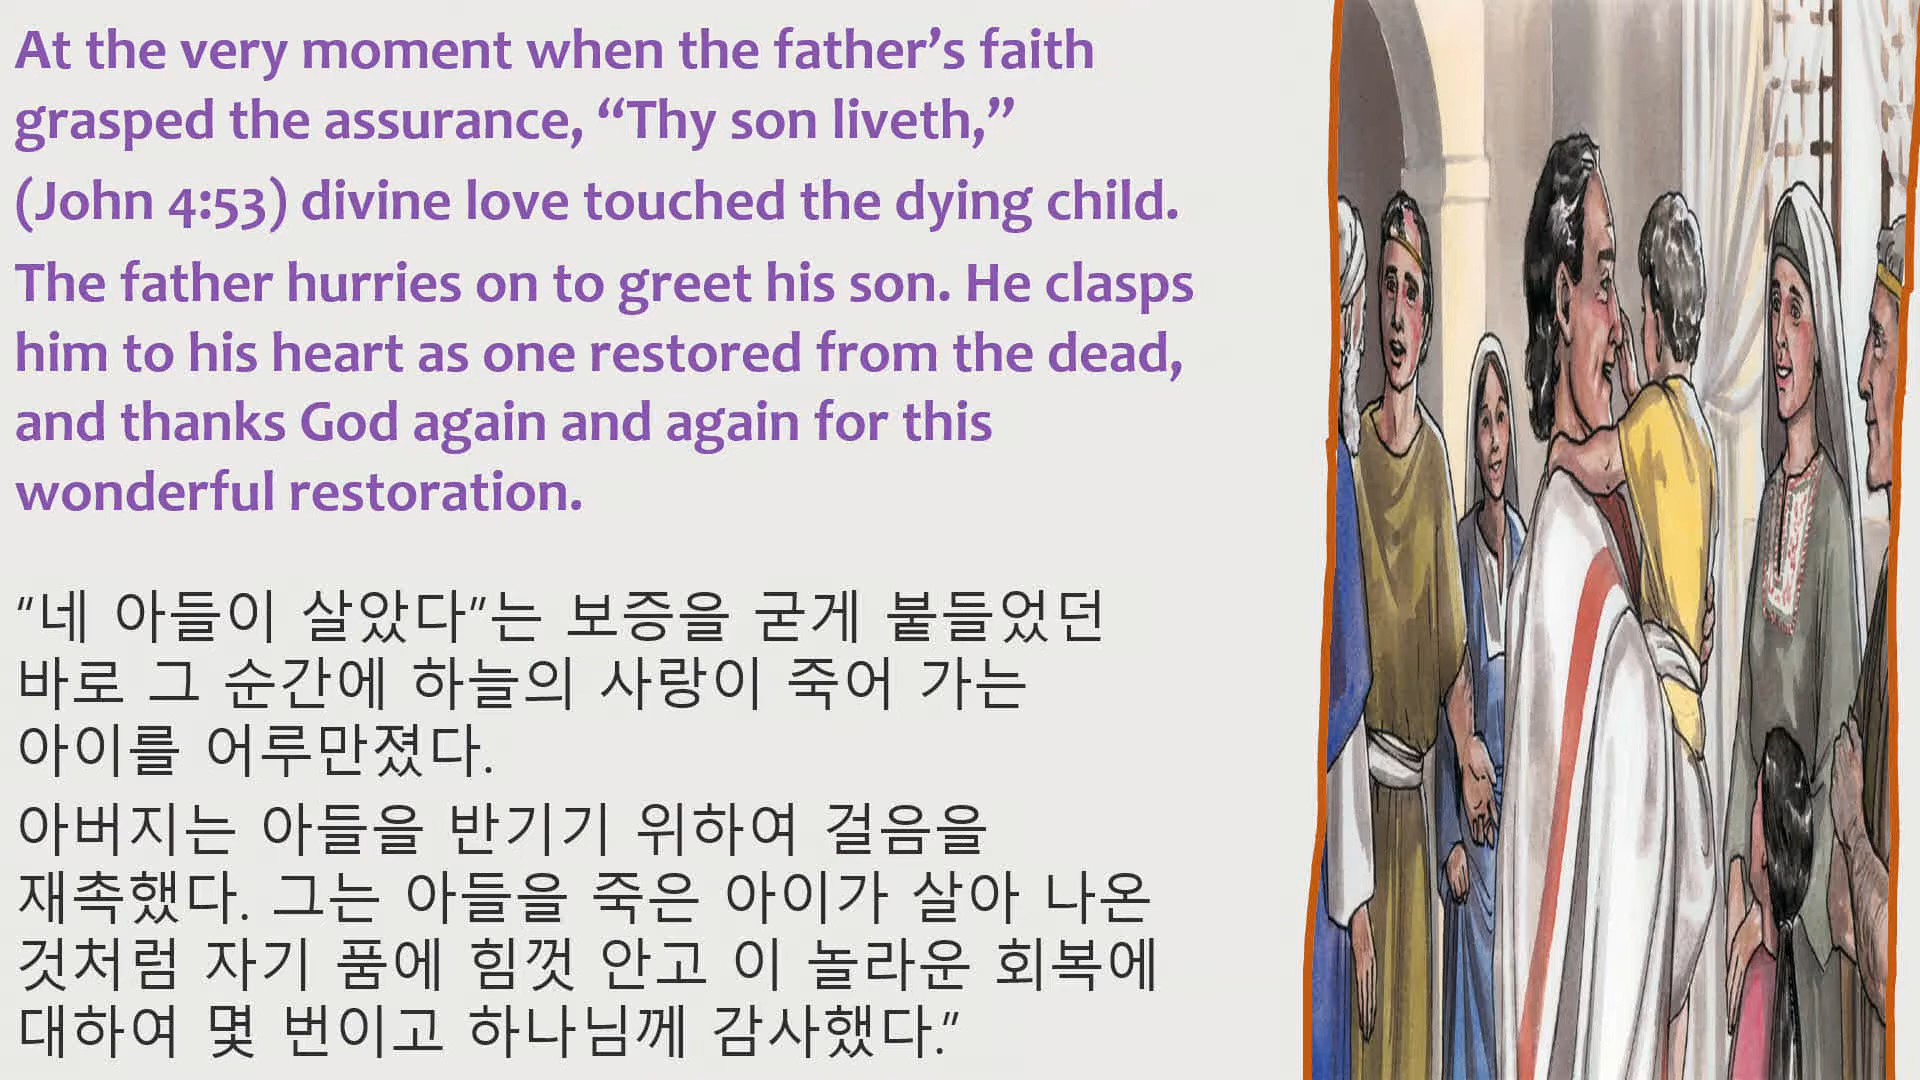 At the very moment when the father’s faith
grasped the assurance, “Thy son liveth,”
(John 4:53) divine love touched the dying child.
The father hurries on to greet his son. He clasps
him to his heart as one restored from the dead,
and thanks God again and again for this
wonderful restoration.
“네 아들이 살았다”는 보증을 굳게 붙들었던
바로 그 순간에 하늘의 사랑이 죽어 가는
아이를 어루만졌다.
아버지는 아들을 반기기 위하여 걸음을
재촉했다. 그는 아들을 죽은 아이가 살아 나온
것처럼 자기 품에 힘껏 안고 이 놀라운 회복에
대하여 몇 번이고 하나님께 감사했다.”